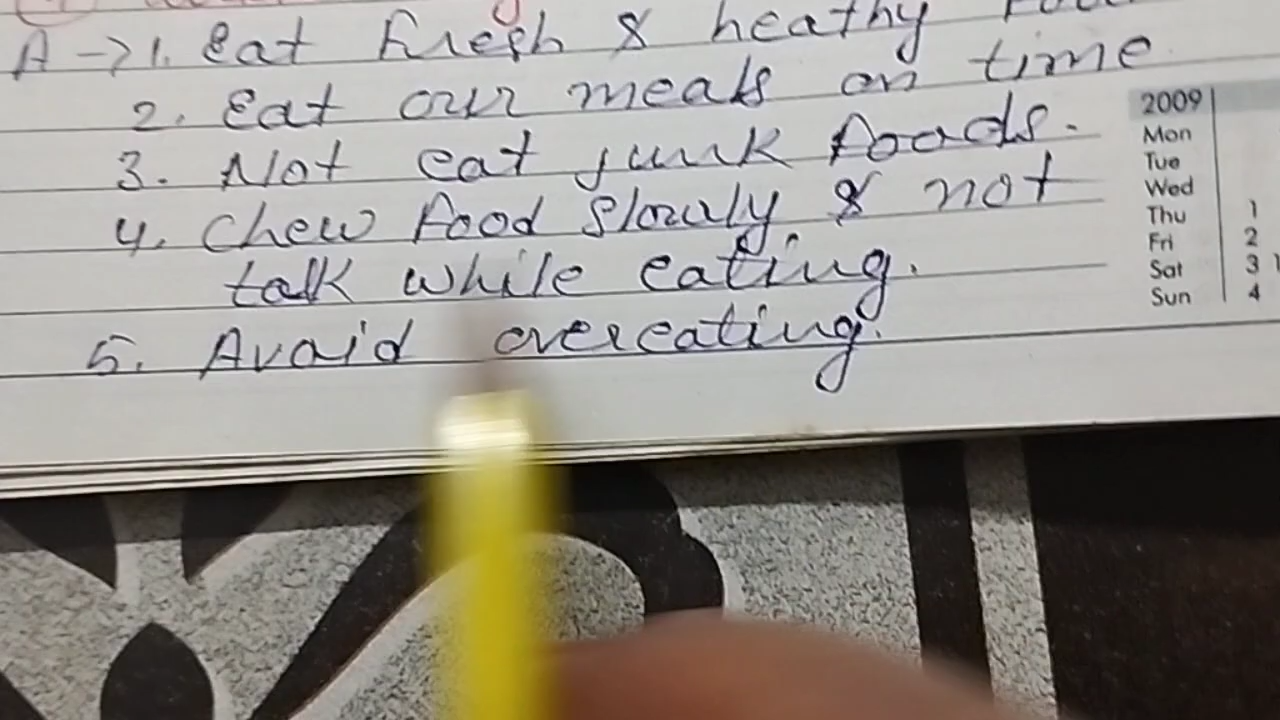 A → 1. Eat fresh & heathy
2. Eat our meals on time
3. Not eat junk foods.
4. Chew food slowly & not
talk while eating.
5. Avoid overeating.
2009
Mon
Tue
Wed
Thu 1
Fri 2
Sat 3
Sun 4